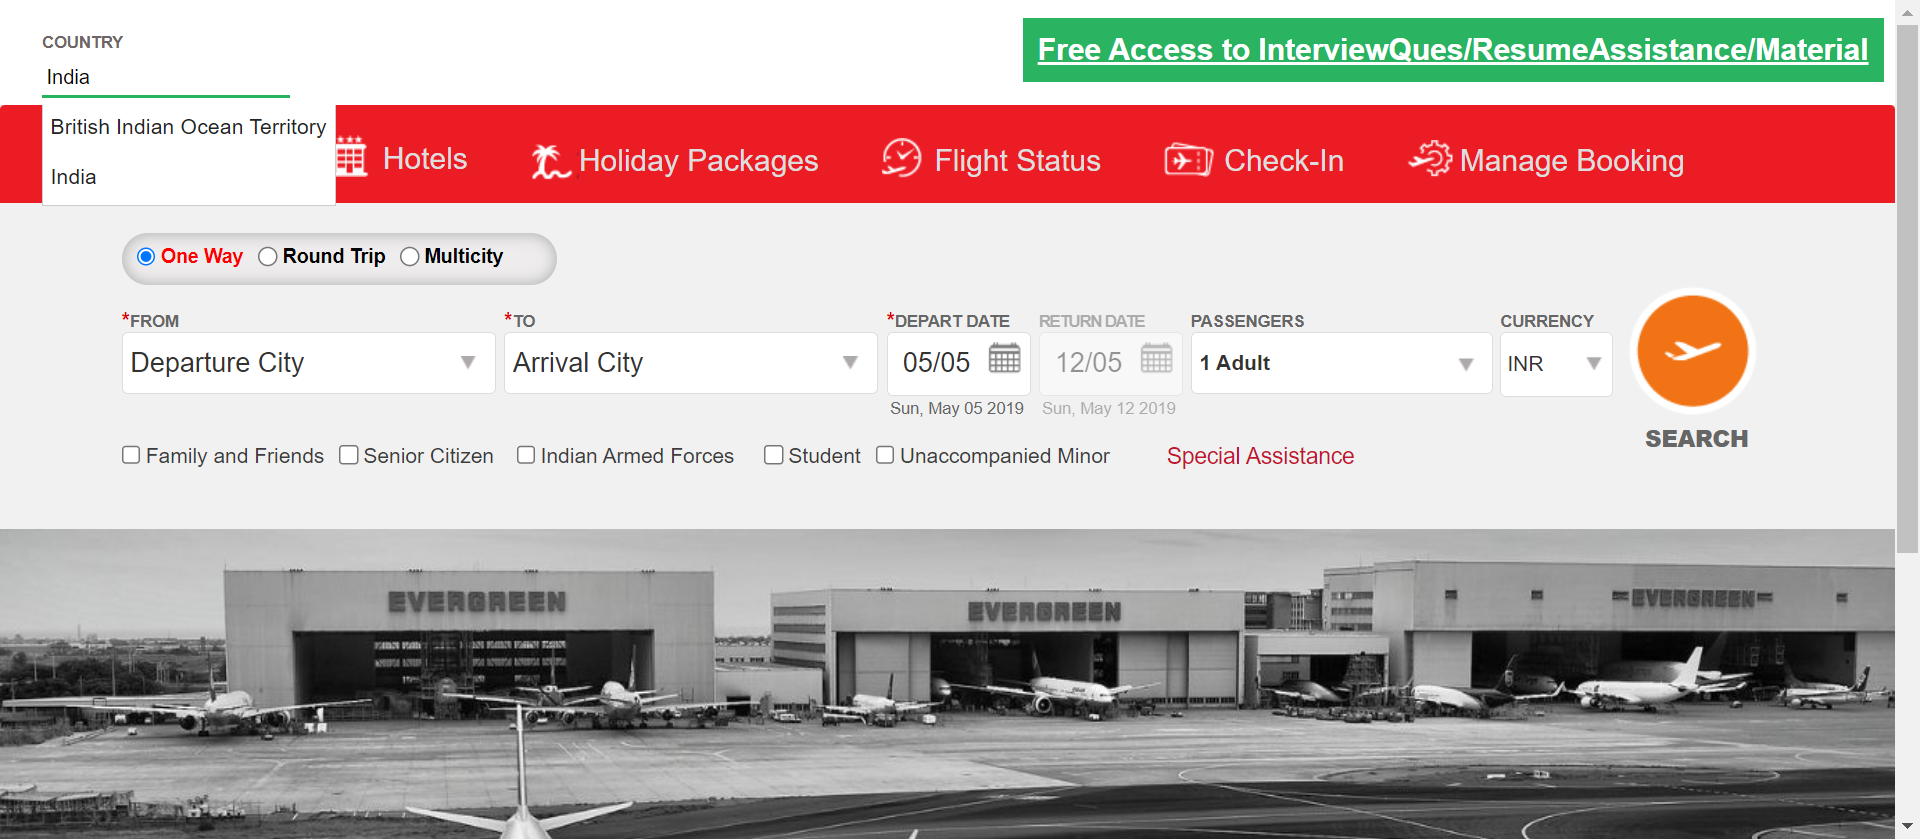 COUNTRY
India
Free Access to InterviewQues/ResumeAssistance/Material
British Indian Ocean Territory
India
Hotels
Holiday Packages
Flight Status
Check-In
Manage Booking
One Way
Round Trip
Multicity
*FROM
*TO
*DEPART DATE
RETURN DATE
PASSENGERS
CURRENCY
Departure City
Arrival City
05/05
12/05
1 Adult
INR
Sun, May 05 2019
Sun, May 12 2019
SEARCH
Family and Friends
Senior Citizen
Indian Armed Forces
Student
Unaccompanied Minor
Special Assistance
EVERGREEN
EVERGREEN
EVERGREEN